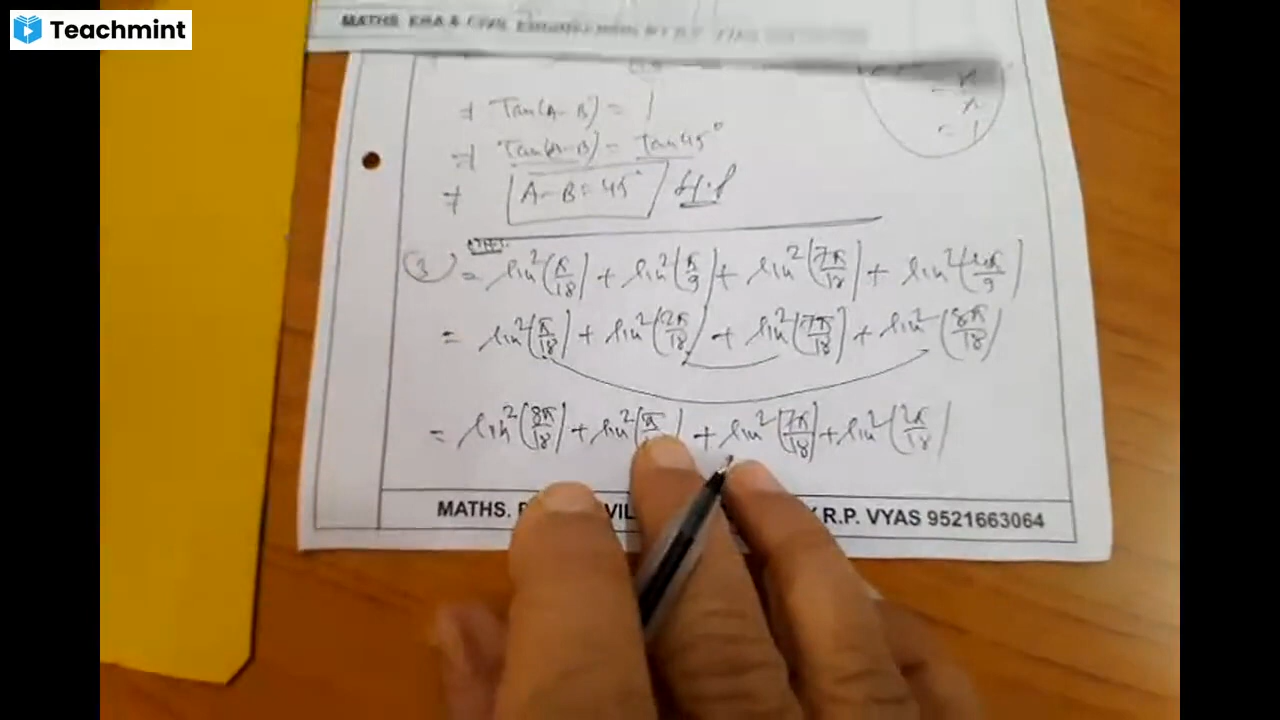 Teachmint
MATHS.
⇒ Tan(A-B) = 1
⇒ Tan(A-B) = Tan45°
⇒ A-B = 45° H.P
= 1
(3) = sin²(π/18) + sin²(π/9) + sin²(7π/18) + sin²(4π/9)
= sin²(π/18) + sin²(2π/18) + sin²(7π/18) + sin²(8π/18)
= sin²(8π/18) + sin²(π/ + sin²(7π/18) + sin²(2π/18)
MATHS. R.P. VYAS 9521663064